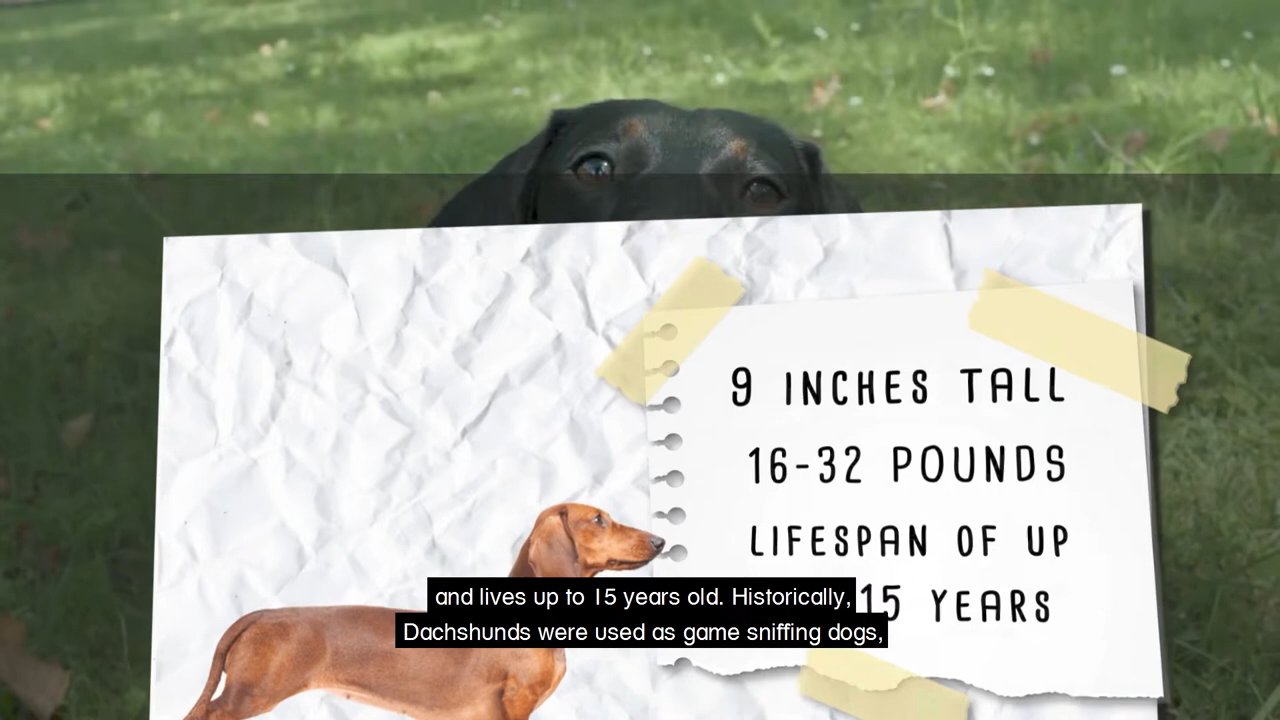 9 INCHES TALL
16-32 POUNDS
LIFESPAN OF UP
15 YEARS
and lives up to 15 years old. Historically,
Dachshunds were used as game sniffing dogs,